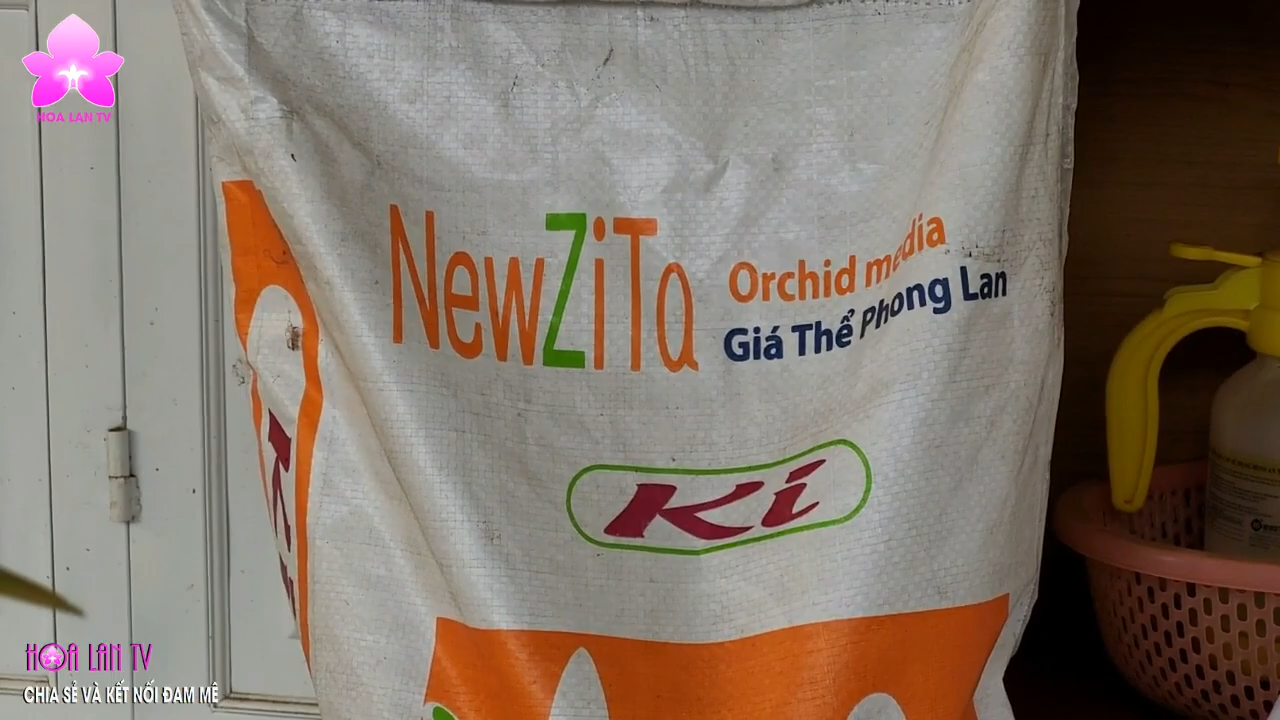 HOA LAN TV
NewZiTa
Orchid media
Giá Thể Phong Lan
Ki
HOA LAN TV
CHIA SẺ VÀ KẾT NỐI ĐAM MÊ